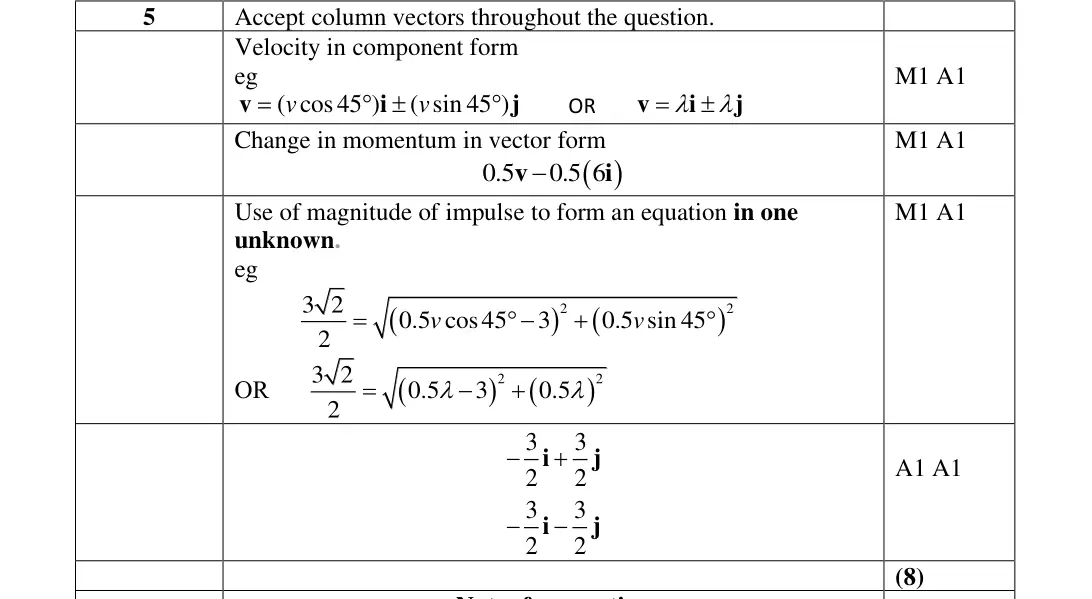 5 Accept column vectors throughout the question.
Velocity in component form
eg
M1 A1
v = (v cos 45°)i ± (v sin 45°)j OR v = λi ± λj
Change in momentum in vector form M1 A1
0.5v − 0.5(6i)
Use of magnitude of impulse to form an equation in one M1 A1
unknown.
eg
3√2/2 = √((0.5v cos 45° − 3)² + (0.5v sin 45°)²)
OR 3√2/2 = √((0.5λ − 3)² + (0.5λ)²)
−3/2 i + 3/2 j
A1 A1
−3/2 i − 3/2 j
(8)